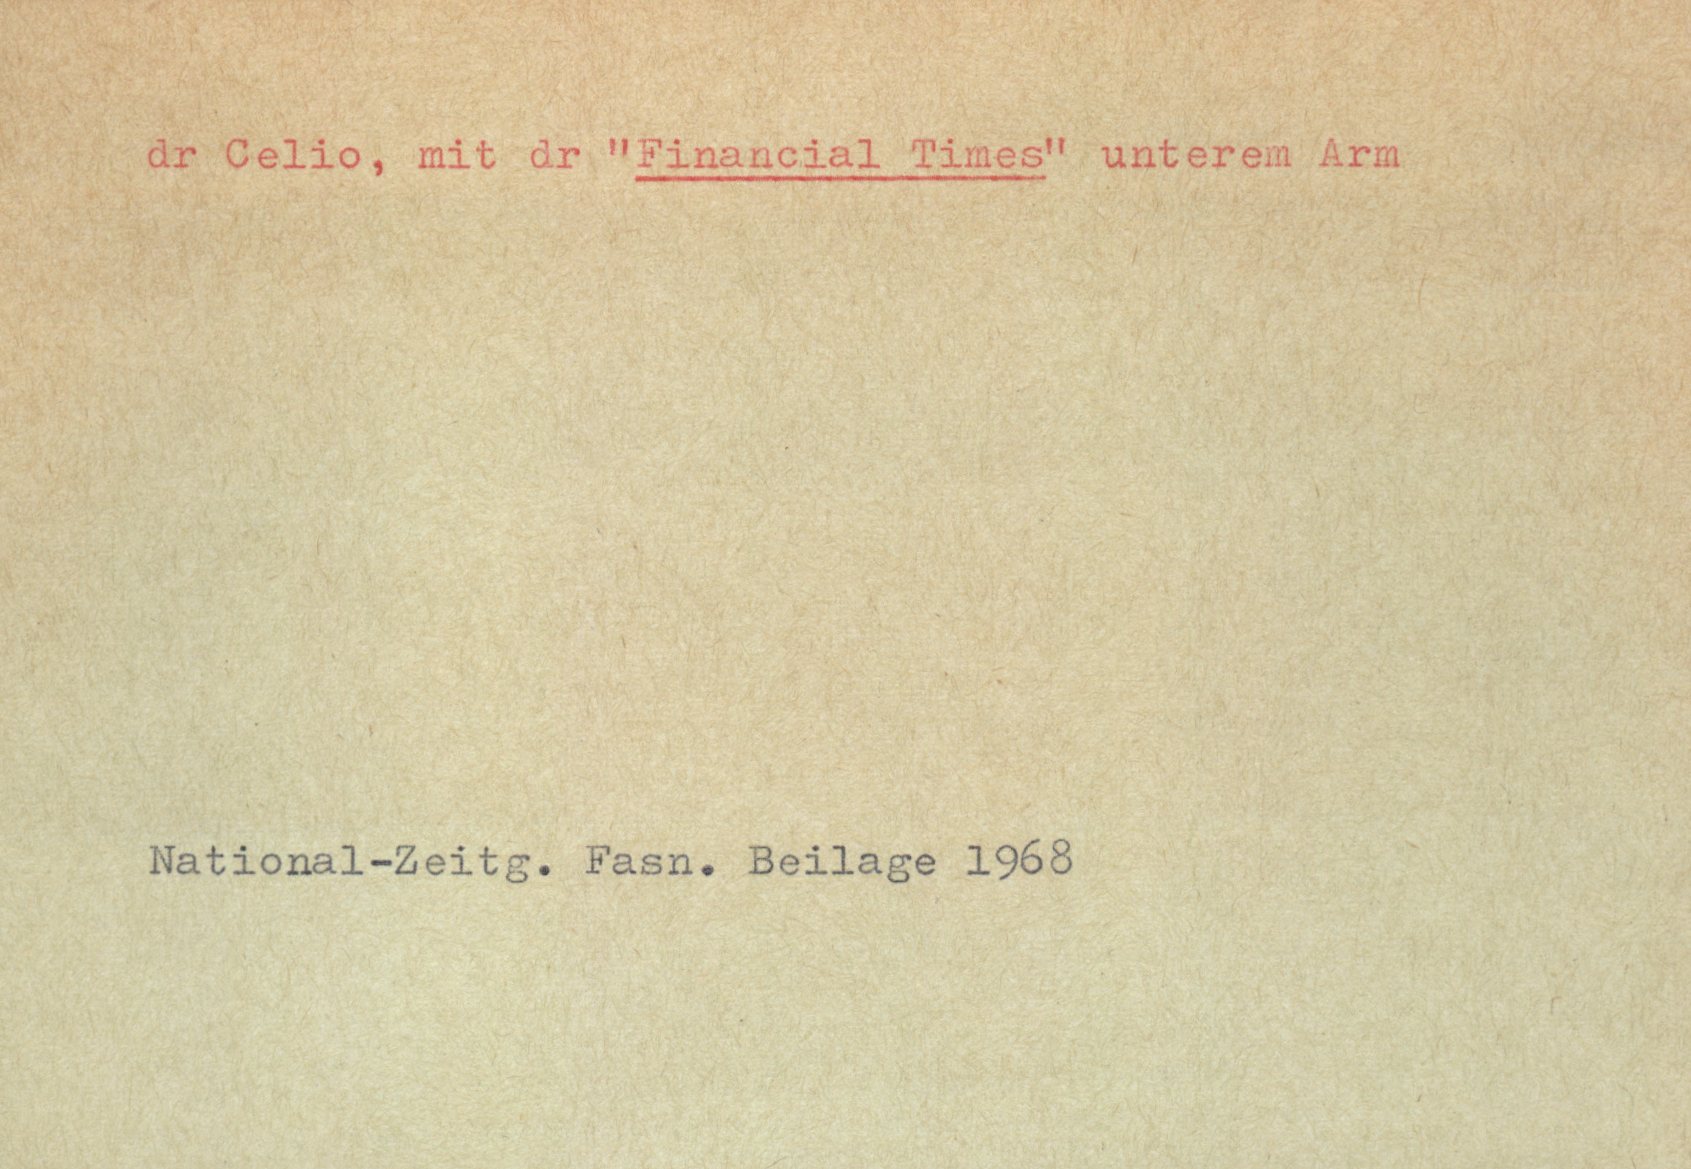 dr Celio, mit dr "Financial Times" unterem Arm
National-Zeitg. Fasn. Beilage 1968